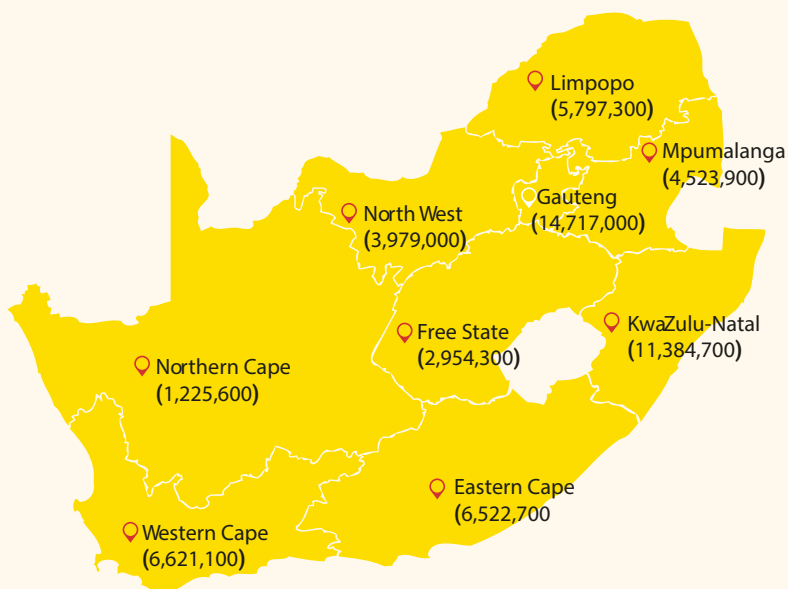 Limpopo
(5,797,300)
Mpumalanga
(4,523,900)
Gauteng
(14,717,000)
North West
(3,979,000)
Free State
(2,954,300)
KwaZulu-Natal
(11,384,700)
Northern Cape
(1,225,600)
Eastern Cape
(6,522,700
Western Cape
(6,621,100)